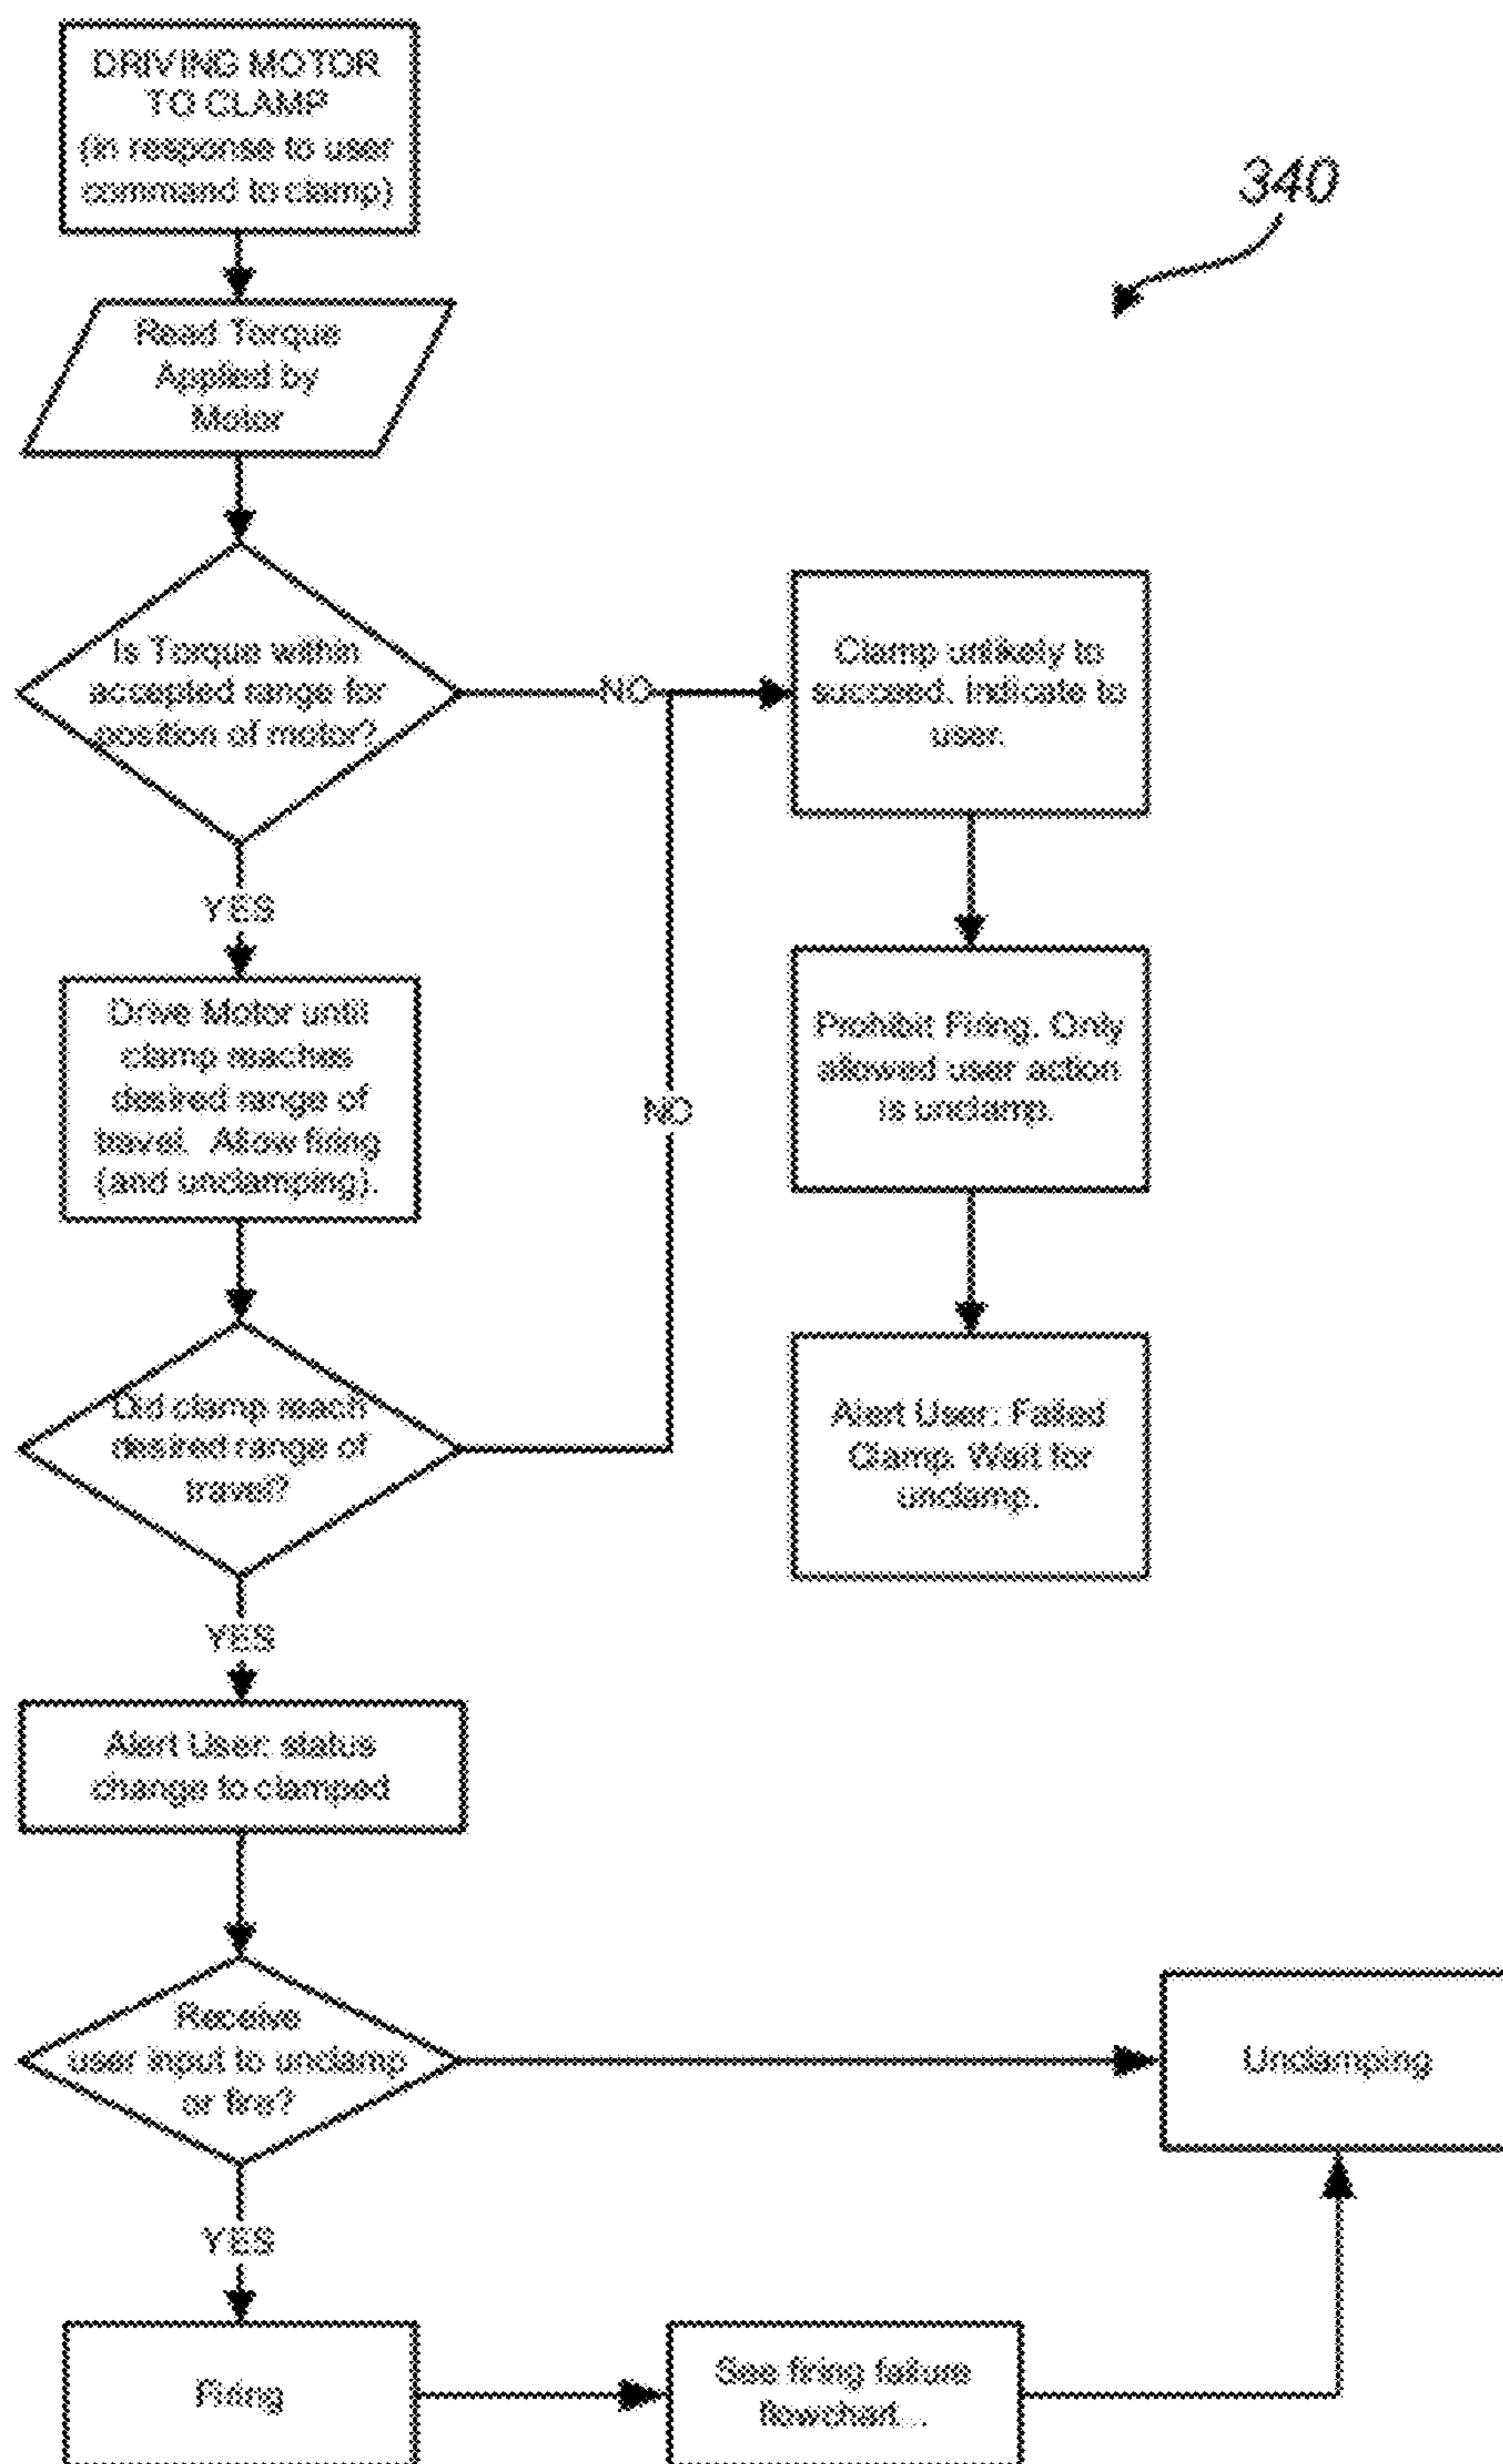 DRIVING MOTOR
TO CLAMP
(in response to user
command to clamp)
340
Read Torque
Applied by
Motor
Is Torque within
accepted range for
position of motor?
NO
Clamp unlikely to
succeed. Indicate to
user.
YES
Drive Motor until
clamp reaches
desired range of
travel. Allow firing
(and unclamping).
NO
Prohibit Firing. Only
allowed user action
is unclamp.
Did clamp reach
desired range of
travel?
Alert User: Failed
Clamp. Wait for
unclamp.
YES
Alert User: status
change to clamped
Receive
user input to unclamp
or fire?
Unclamping
YES
Firing
See firing failure
flowchart...